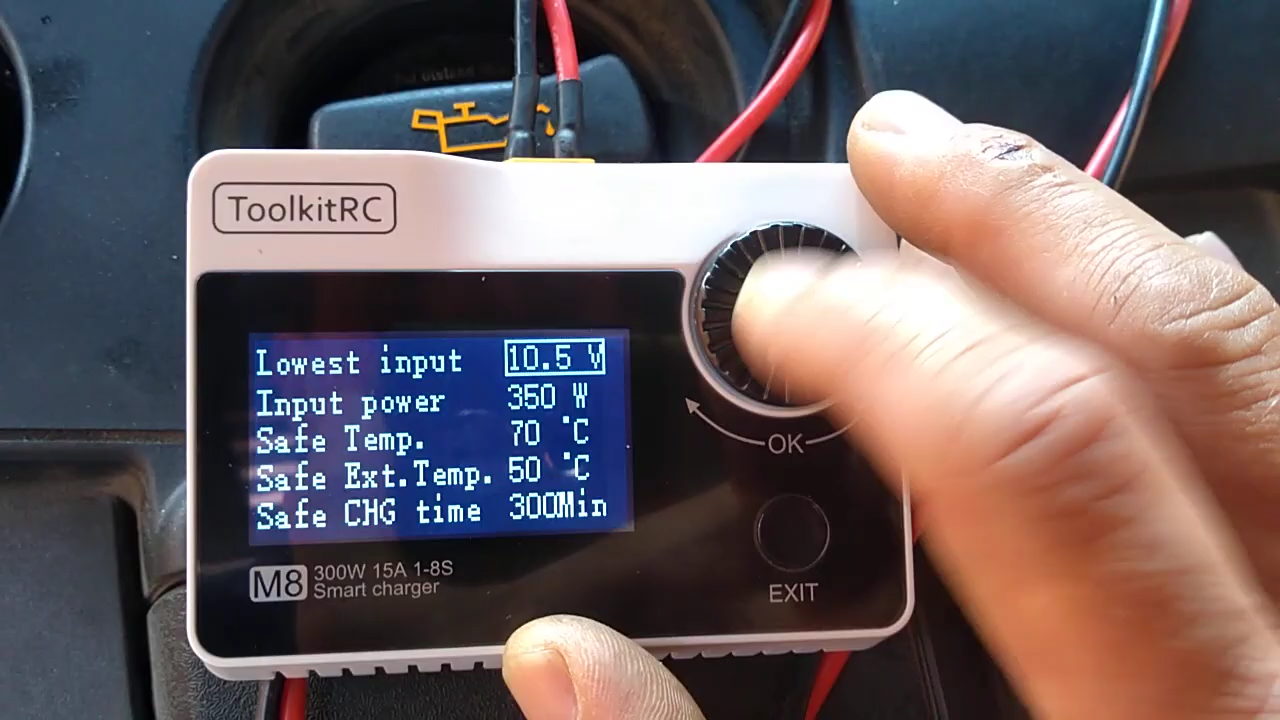 ToolkitRC
Lowest input 10.5 V
Input power 350 W
Safe Temp. 70 °C
Safe Ext.Temp. 50 °C
Safe CHG time 300Min
OK
M8 300W 15A 1-8S
Smart charger
EXIT